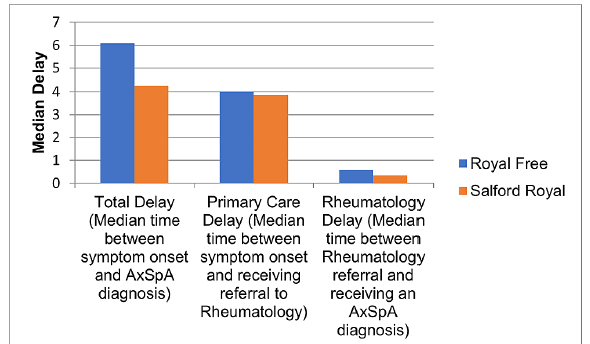 7
6
5
4
3
2
1
0
Median Delay
Total Delay
(Median time
between
symptom onset
and AxSpA
diagnosis)
Primary Care
Delay (Median
time between
symptom onset
and receiving
referral to
Rheumatology)
Rheumatology
Delay (Median
time between
Rheumatology
referral and
receiving an
AxSpA
diagnosis)
Royal Free
Salford Royal